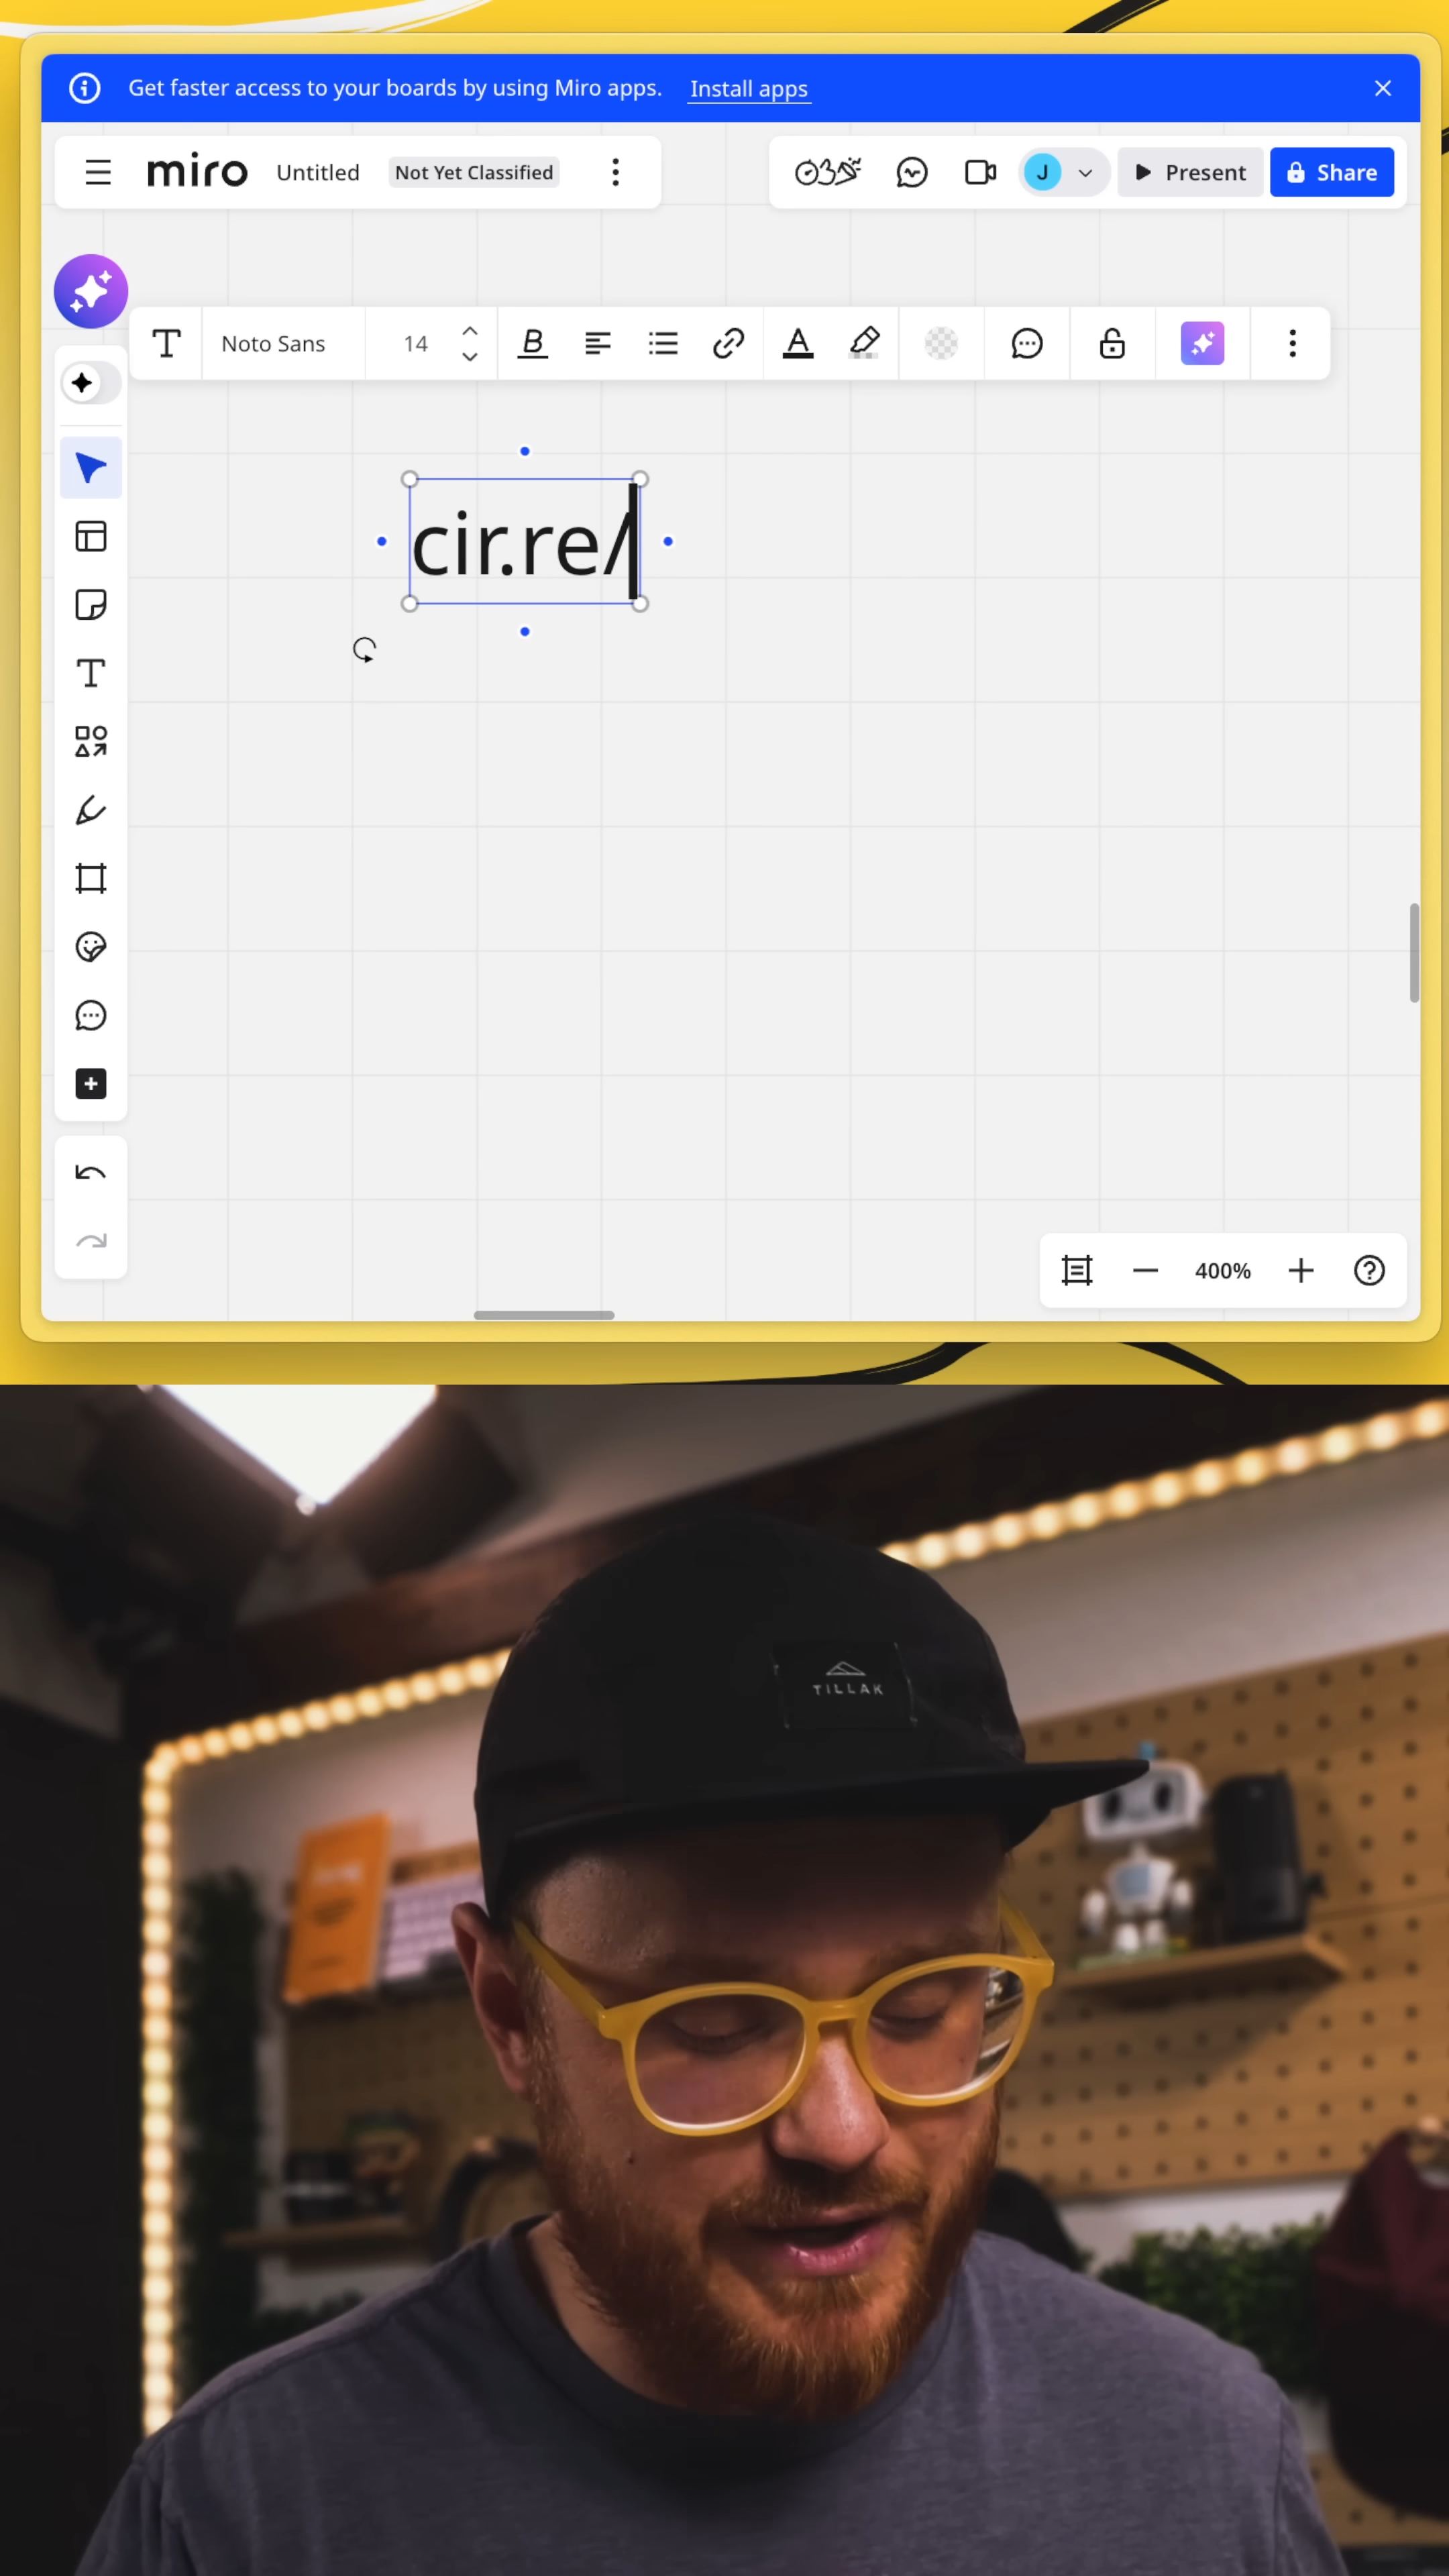 Get faster access to your boards by using Miro apps. Install apps
miro Untitled Not Yet Classified
J Present Share
Noto Sans 14 B A
cir.re/
400%
TILLAK